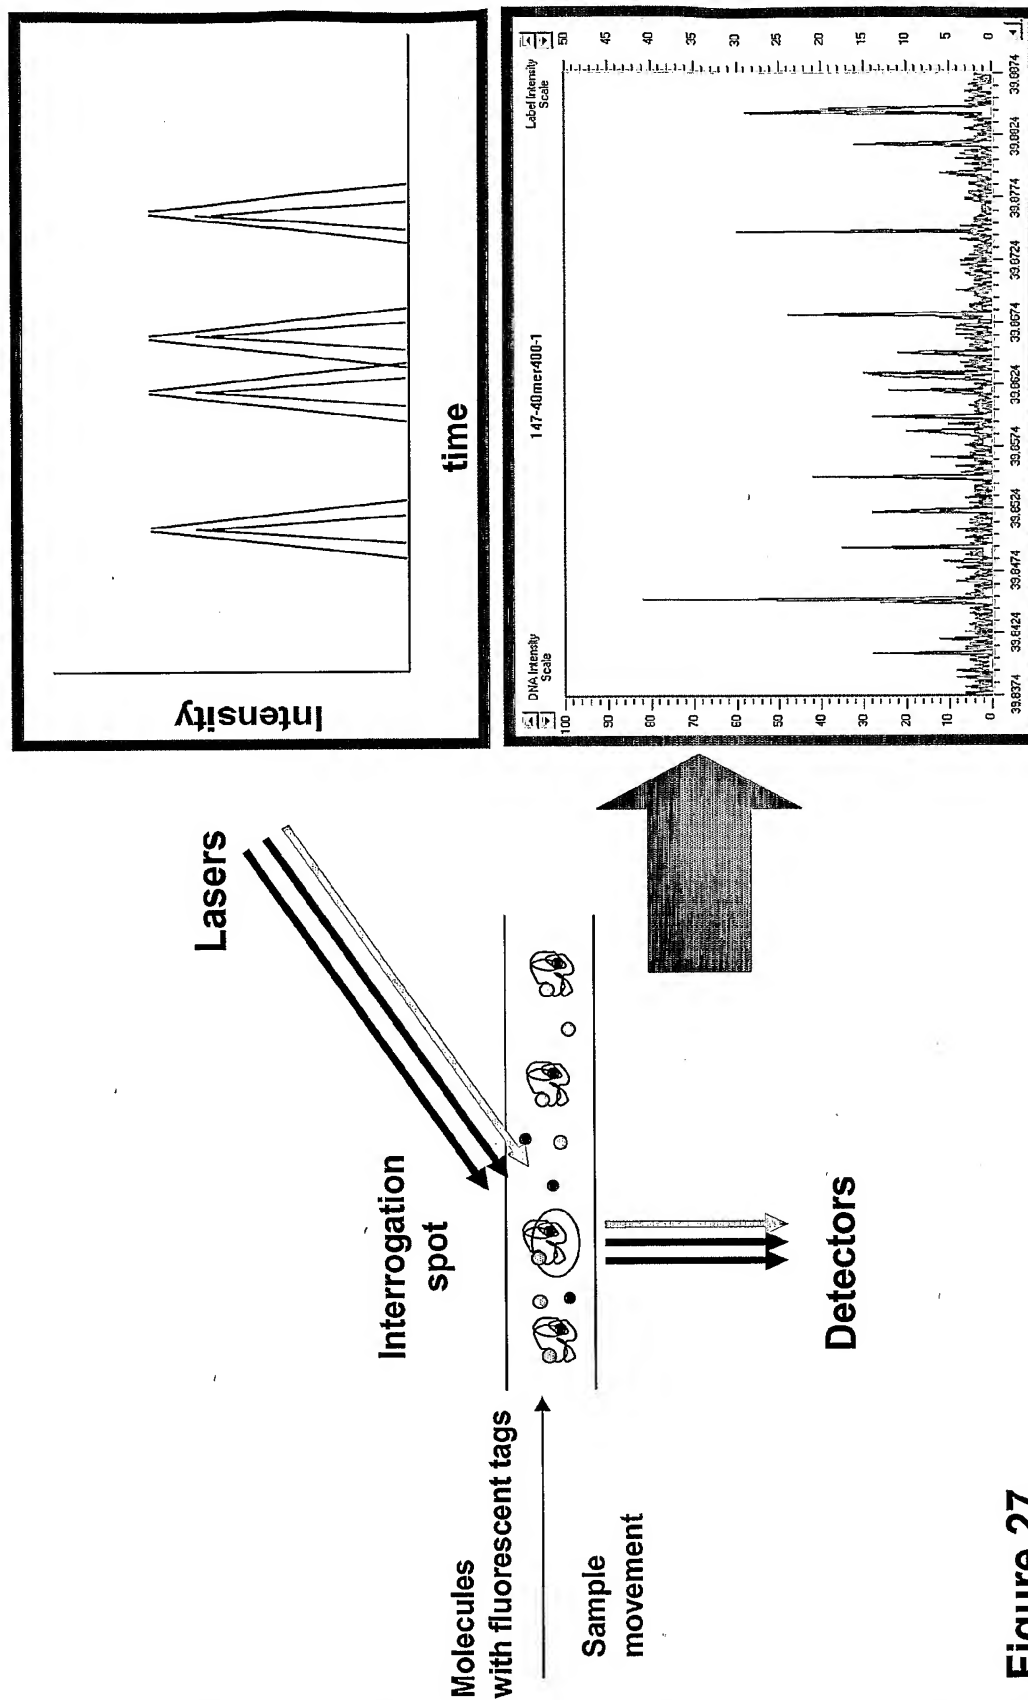 Molecules
with fluorescent tags
Sample
movement
Interrogation
spot
Lasers
Detectors
Intensity
time
DNA Intensity
Scale
147-40mer400-1
Label Intensity
Scale
100
90
80
70
60
50
40
30
20
10
0
50
45
40
35
30
25
20
15
10
5
0
39.8374 39.8424 39.8474 39.8524 39.8574 39.8624 39.8674 39.8724 39.8774 39.8824 39.8874
Figure 27